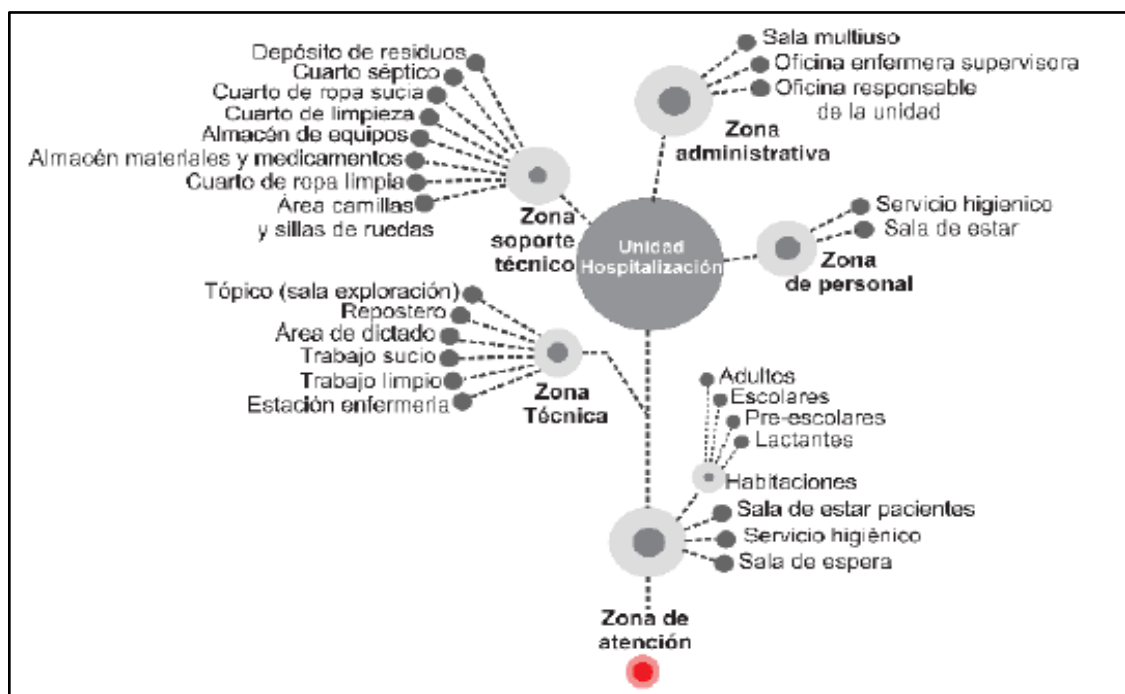 Depósito de residuos
Cuarto séptico
Cuarto de ropa sucia
Cuarto de limpieza
Almacén de equipos
Almacén materiales y medicamentos
Cuarto de ropa limpia
Área camillas
y sillas de ruedas
Zona
soporte
técnico
Sala multiuso
Oficina enfermera supervisora
Oficina responsable
de la unidad
Zona
administrativa
Unidad
Hospitalización
Servicio higienico
Sala de estar
Zona
de personal
Tópico (sala exploración)
Repostero
Área de dictado
Trabajo sucio
Trabajo limpio
Estación enfermería
Zona
Técnica
Adultos
Escolares
Pre-escolares
Lactantes
Habitaciones
Sala de estar pacientes
Servicio higiénico
Sala de espera
Zona de
atención